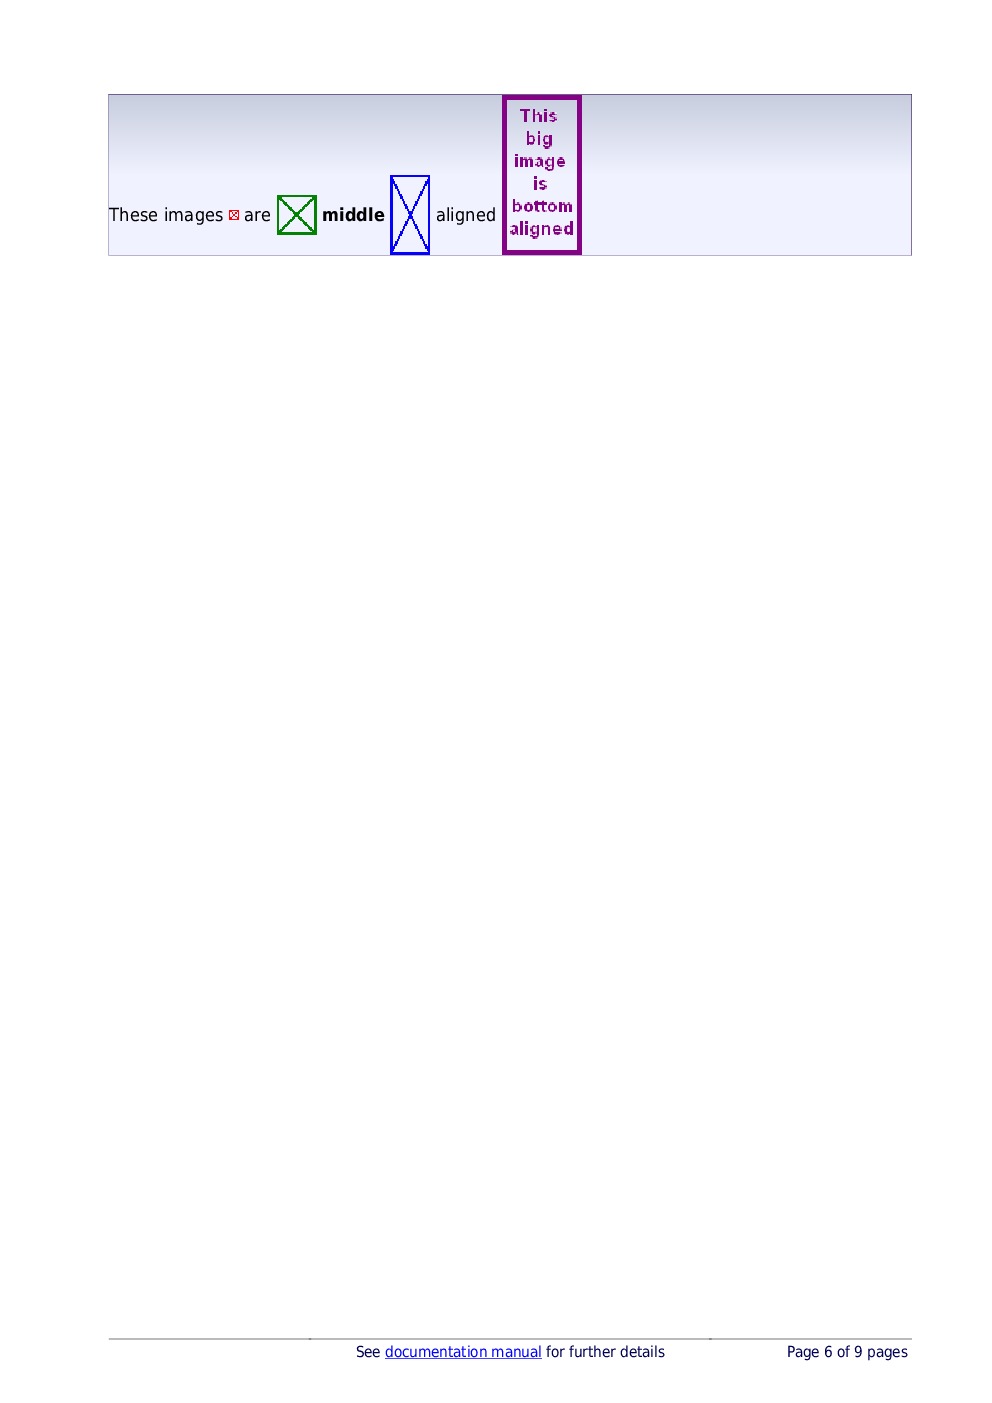 These images are middle aligned
This
big
image
is
bottom
aligned
See documentation manual for further details
Page 6 of 9 pages